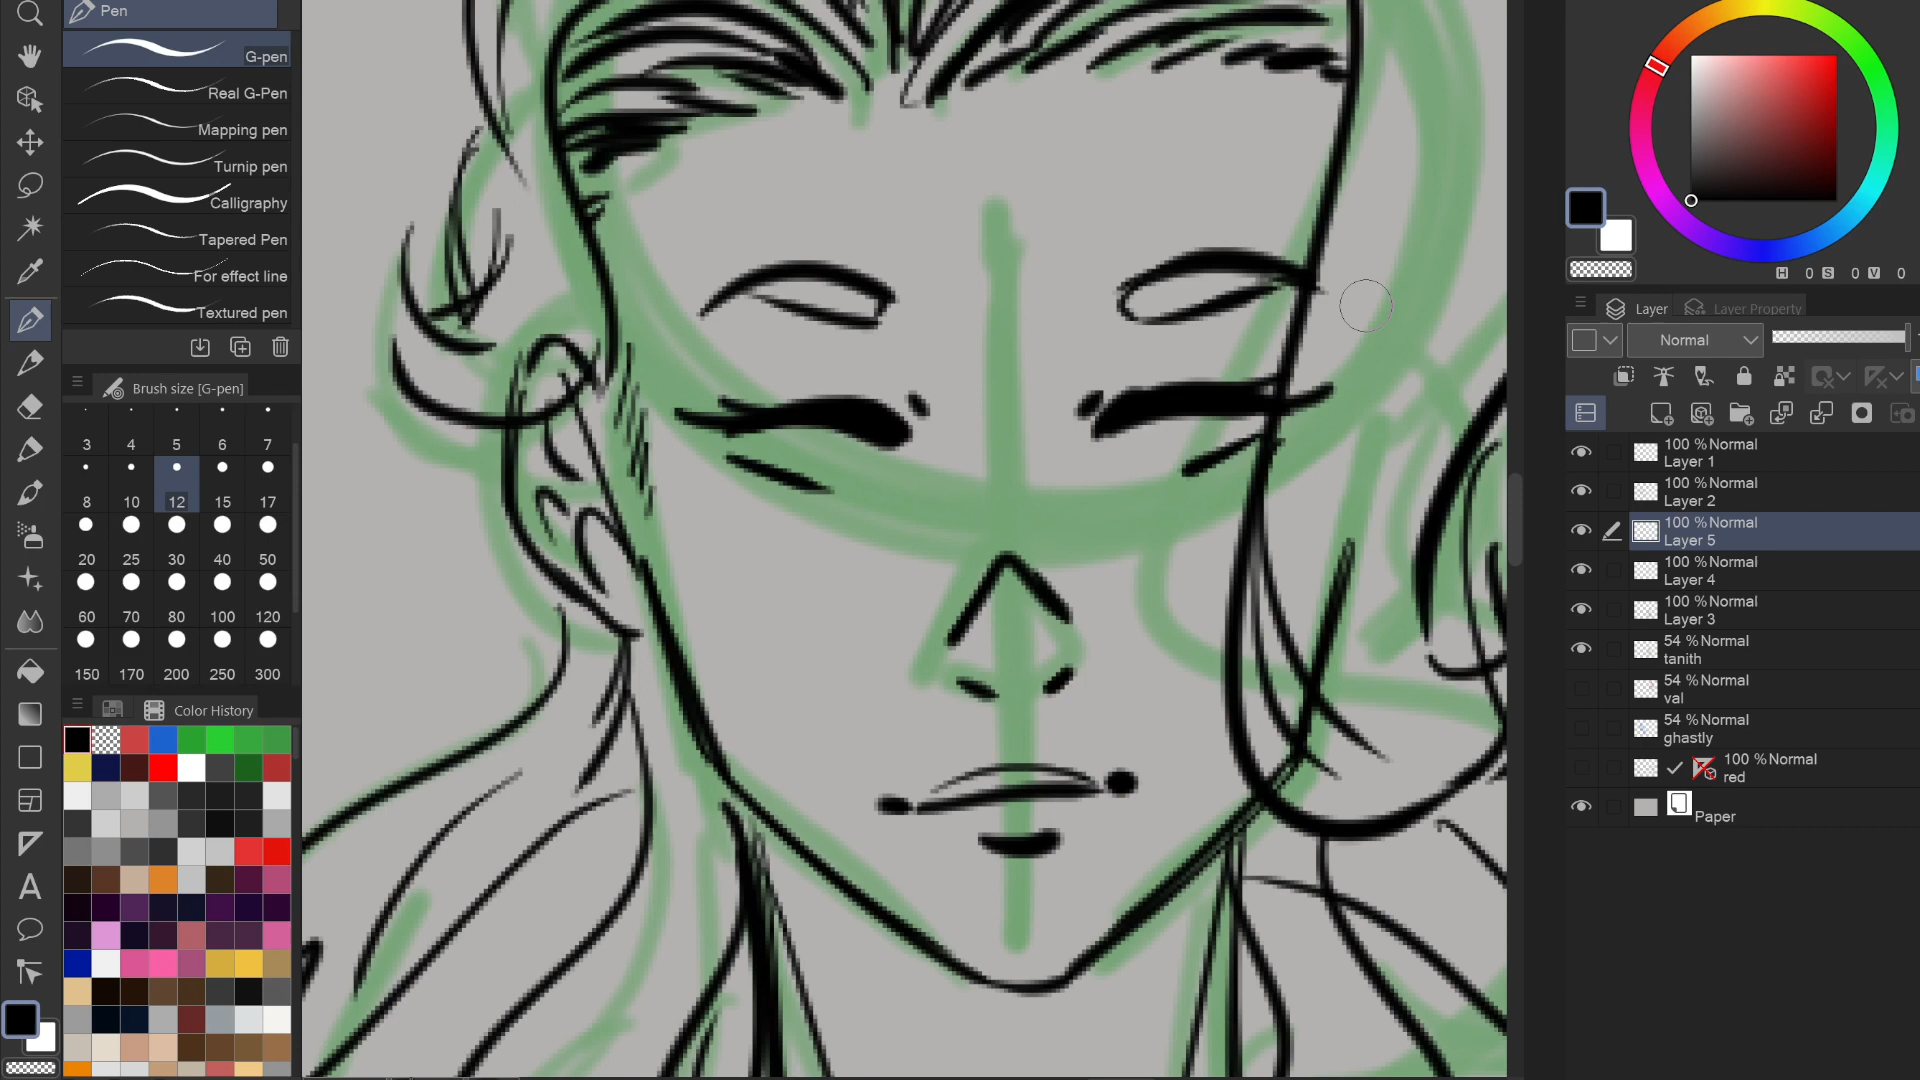 Pen
G-pen
Real G-Pen
Mapping pen
Turnip pen
Calligraphy
Tapered Pen
For effect line
Textured pen
Brush size [G-pen]
3 4 5 6 7
8 10 12 15 17
20 25 30 40 50
60 70 80 100 120
150 170 200 250 300
Color History
H 0 S 0 V 0
Layer Layer Property
Normal
100 %Normal
Layer 1
100 %Normal
Layer 2
100 %Normal
Layer 5
100 %Normal
Layer 4
100 %Normal
Layer 3
54 %Normal
tanith
54 %Normal
val
54 %Normal
ghastly
100 %Normal
red
Paper